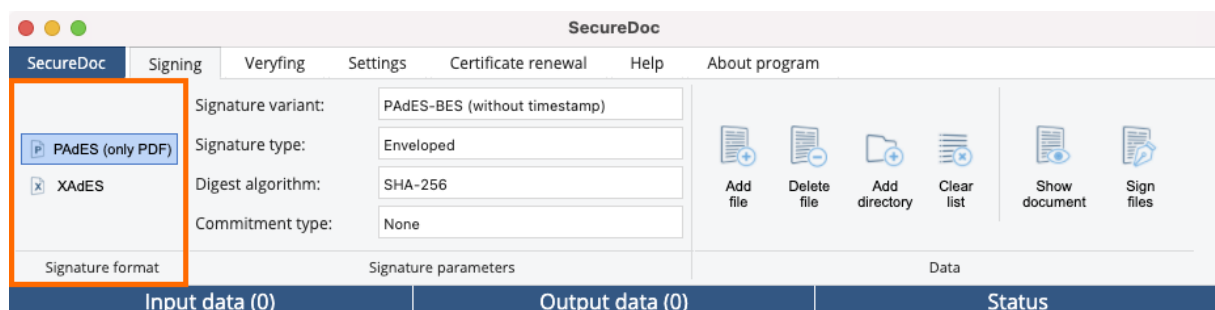 SecureDoc
SecureDoc Signing Veryfing Settings Certificate renewal Help About program
PAdES (only PDF)
XAdES
Signature format
Signature variant: PAdES-BES (without timestamp)
Signature type: Enveloped
Digest algorithm: SHA-256
Commitment type: None
Signature parameters
Add file
Delete file
Add directory
Clear list
Show document
Sign files
Data
Input data (0) Output data (0) Status